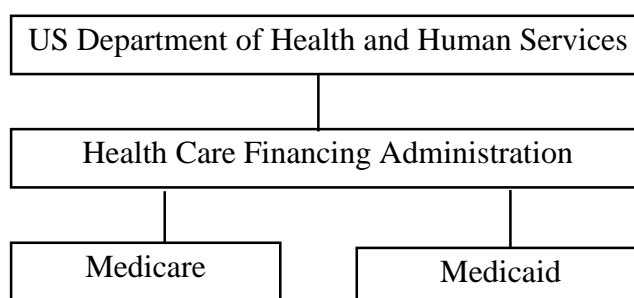 US Department of Health and Human Services
Health Care Financing Administration
Medicare
Medicaid